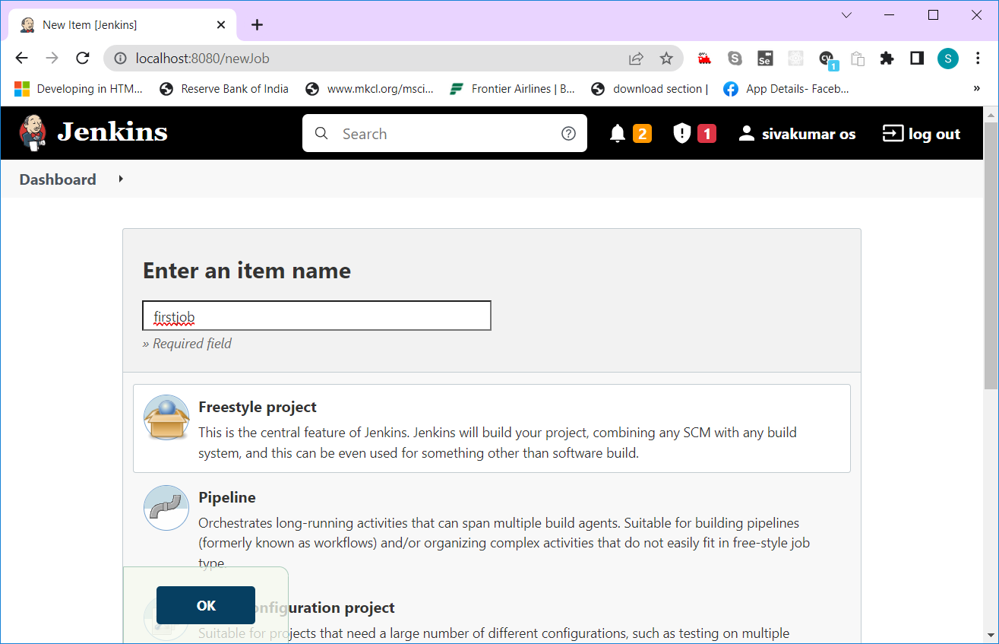 New Item [Jenkins]
localhost:8080/newJob
Se
CY
1
S
Developing in HTM...
Reserve Bank of India
www.mkcl.org/msci...
Frontier Airlines | B...
download section |
App Details- Faceb...
»
Jenkins
Search
2
1
sivakumar os
log out
Dashboard
Enter an item name
firstjob
» Required field
Freestyle project
This is the central feature of Jenkins. Jenkins will build your project, combining any SCM with any build
system, and this can be even used for something other than software build.
Pipeline
Orchestrates long-running activities that can span multiple build agents. Suitable for building pipelines
(formerly known as workflows) and/or organizing complex activities that do not easily fit in free-style job
type.
OK
onfiguration project
Suitable for projects that need a large number of different configurations, such as testing on multiple